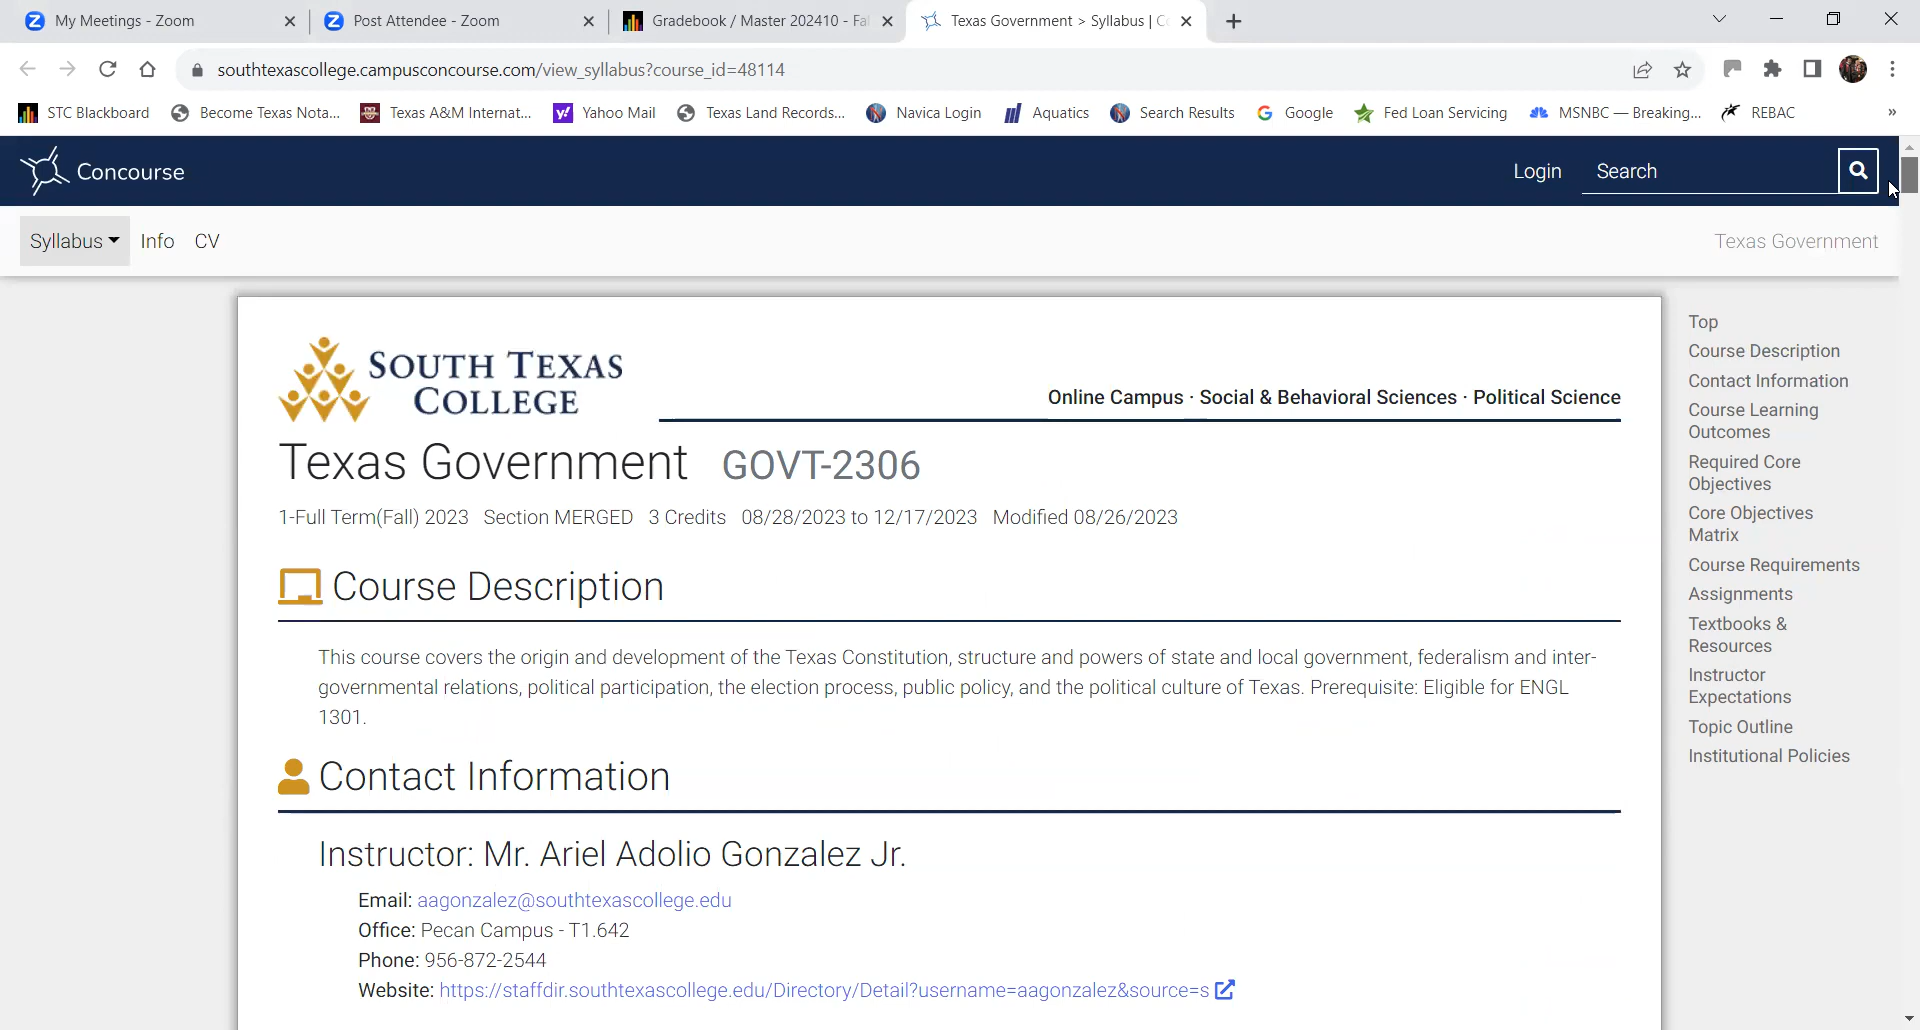 My Meetings - Zoom
Post Attendee - Zoom
Gradebook / Master 202410 - Fal
Texas Government > Syllabus | Co
southtexascollege.campusconcourse.com/view_syllabus?course_id=48114
STC Blackboard
Become Texas Nota...
Texas A&M Internat...
Yahoo Mail
Texas Land Records...
Navica Login
Aquatics
Search Results
Google
Fed Loan Servicing
MSNBC — Breaking...
REBAC
»
Concourse
Login
Search
Syllabus
Info
CV
Texas Government
SOUTH TEXAS
COLLEGE
Online Campus · Social & Behavioral Sciences · Political Science
Texas Government GOVT-2306
1-Full Term(Fall) 2023 Section MERGED 3 Credits 08/28/2023 to 12/17/2023 Modified 08/26/2023
Course Description
This course covers the origin and development of the Texas Constitution, structure and powers of state and local government, federalism and inter-
governmental relations, political participation, the election process, public policy, and the political culture of Texas. Prerequisite: Eligible for ENGL
1301.
Contact Information
Instructor: Mr. Ariel Adolio Gonzalez Jr.
Email: aagonzalez@southtexascollege.edu
Office: Pecan Campus - T1.642
Phone: 956-872-2544
Website: https://staffdir.southtexascollege.edu/Directory/Detail?username=aagonzalez&source=s
Top
Course Description
Contact Information
Course Learning
Outcomes
Required Core
Objectives
Core Objectives
Matrix
Course Requirements
Assignments
Textbooks &
Resources
Instructor
Expectations
Topic Outline
Institutional Policies